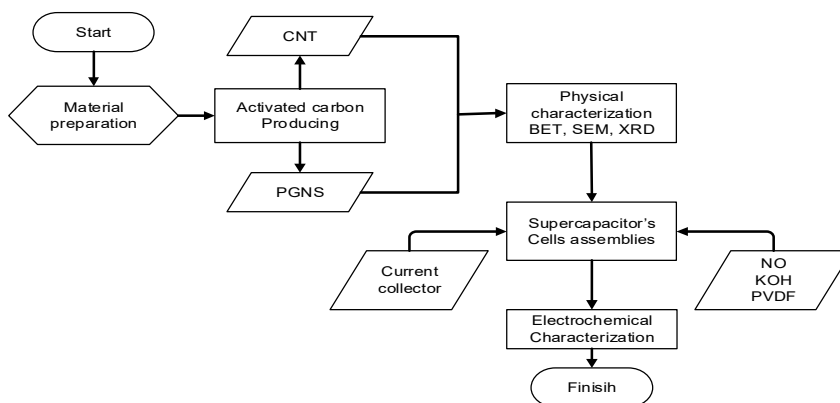 Start
CNT
Material
preparation
Activated carbon
Producing
PGNS
Physical
characterization
BET, SEM, XRD
Supercapacitor's
Cells assemblies
Current
collector
NO
KOH
PVDF
Electrochemical
Characterization
Finisih